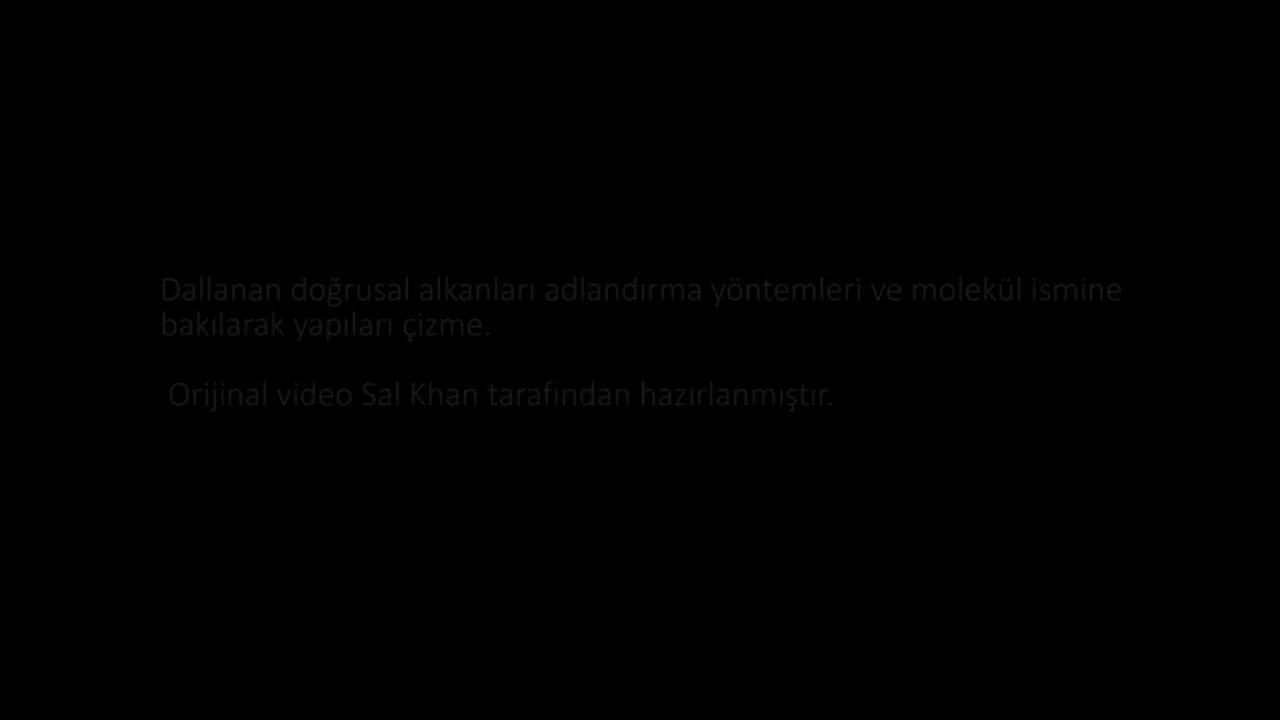 Dallanan doğrusal alkanları adlandırma yöntemleri ve molekül ismine
bakılarak yapıları çizme.
Orijinal video Sal Khan tarafından hazırlanmıştır.